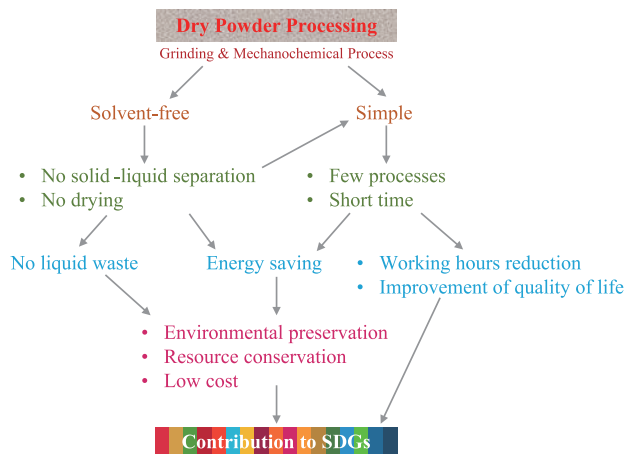 Dry Powder Processing
Grinding & Mechanochemical Process
Solvent-free
Simple
• No solid-liquid separation
• No drying
• Few processes
• Short time
No liquid waste
Energy saving
• Working hours reduction
• Improvement of quality of life
• Environmental preservation
• Resource conservation
• Low cost
Contribution to SDGs